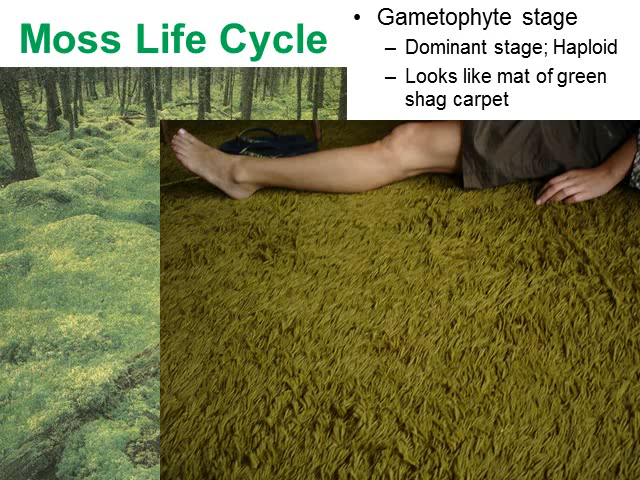 Moss Life Cycle
• Gametophyte stage
– Dominant stage; Haploid
– Looks like mat of green
shag carpet